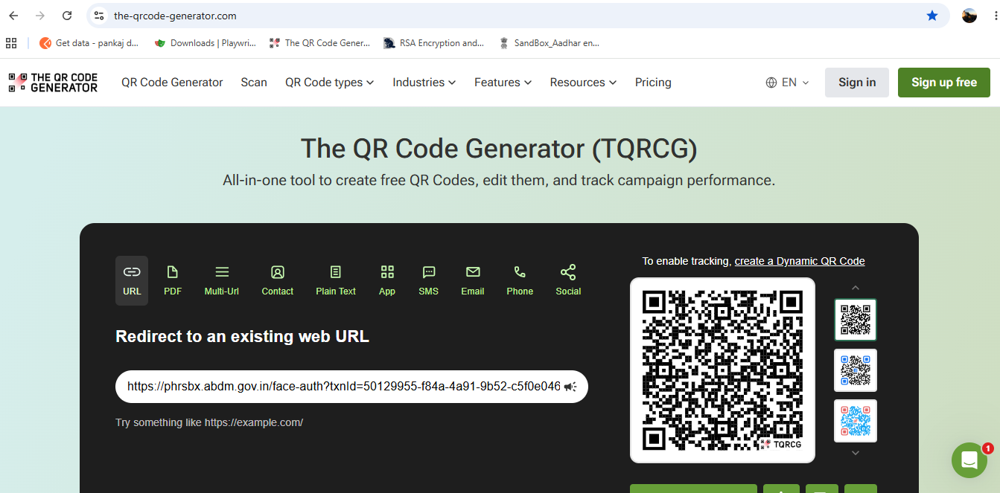 the-qrcode-generator.com
Get data - pankaj d... Downloads | Playwri... The QR Code Gener... RSA Encryption and... SandBox_Aadhar en...
THE QR CODE
GENERATOR
QR Code Generator Scan QR Code types Industries Features Resources Pricing EN Sign in Sign up free
The QR Code Generator (TQRCG)
All-in-one tool to create free QR Codes, edit them, and track campaign performance.
To enable tracking, create a Dynamic QR Code
URL PDF Multi-Url Contact Plain Text App SMS Email Phone Social
Redirect to an existing web URL
https://phrsbx.abdm.gov.in/face-auth?txnId=50129955-f84a-4a91-9b52-c5f0e046
Try something like https://example.com/
TQRCG
1